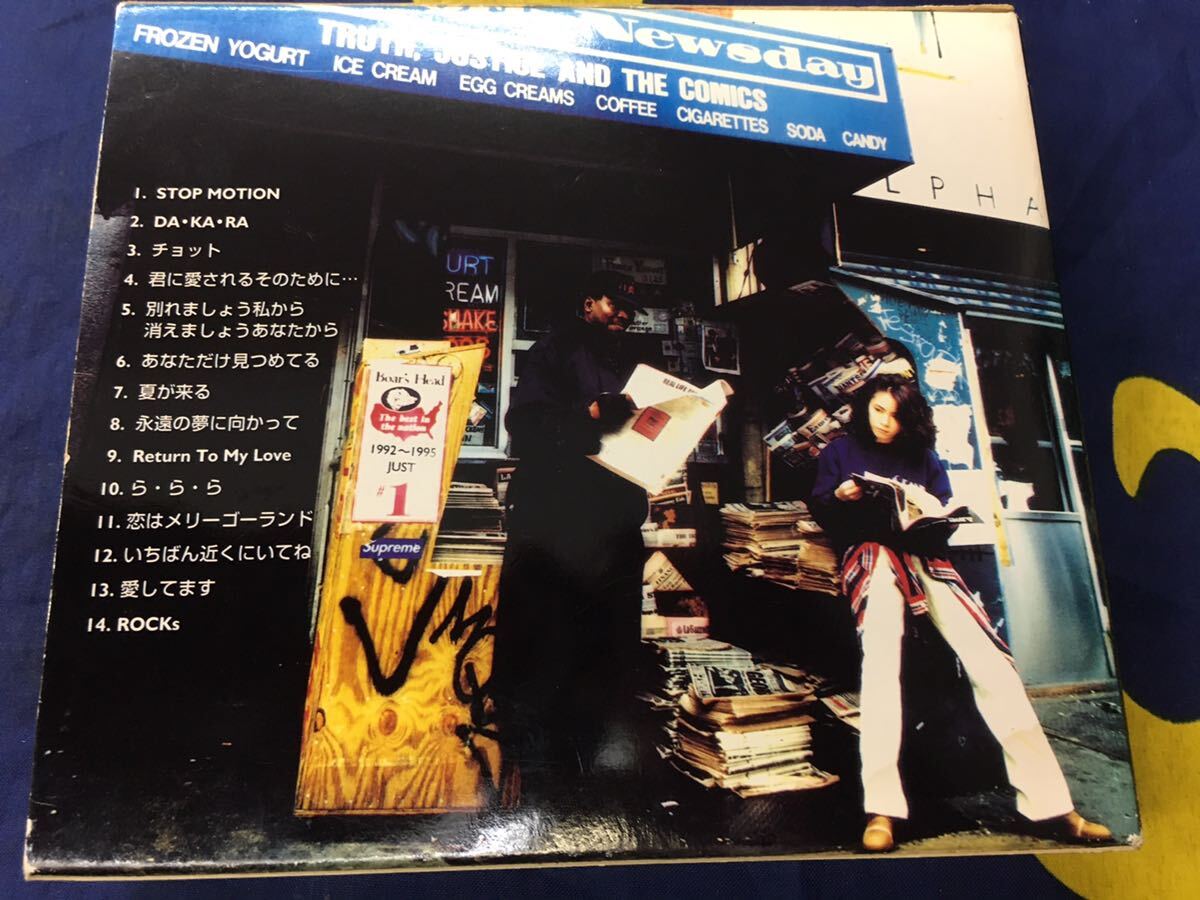 Newsday
TRUTH, JUSTICE AND THE COMICS
FROZEN YOGURT ICE CREAM EGG CREAMS COFFEE CIGARETTES SODA CANDY
LPHA
1. STOP MOTION
2. DA・KA・RA
3. チョット
4. 君に愛されるそのために…
5. 別れましょう私から
消えましょうあなたから
6. あなただけ見つめてる
7. 夏が来る
8. 永遠の夢に向かって
9. Return To My Love
10. ら・ら・ら
11. 恋はメリーゴーランド
12. いちばん近くにいてね
13. 愛してます
14. ROCKs
URT
REAM
SHAKE
Boar's Head
The best in
the nation
1992〜1995
JUST
#1
Supreme
REAL LIFE